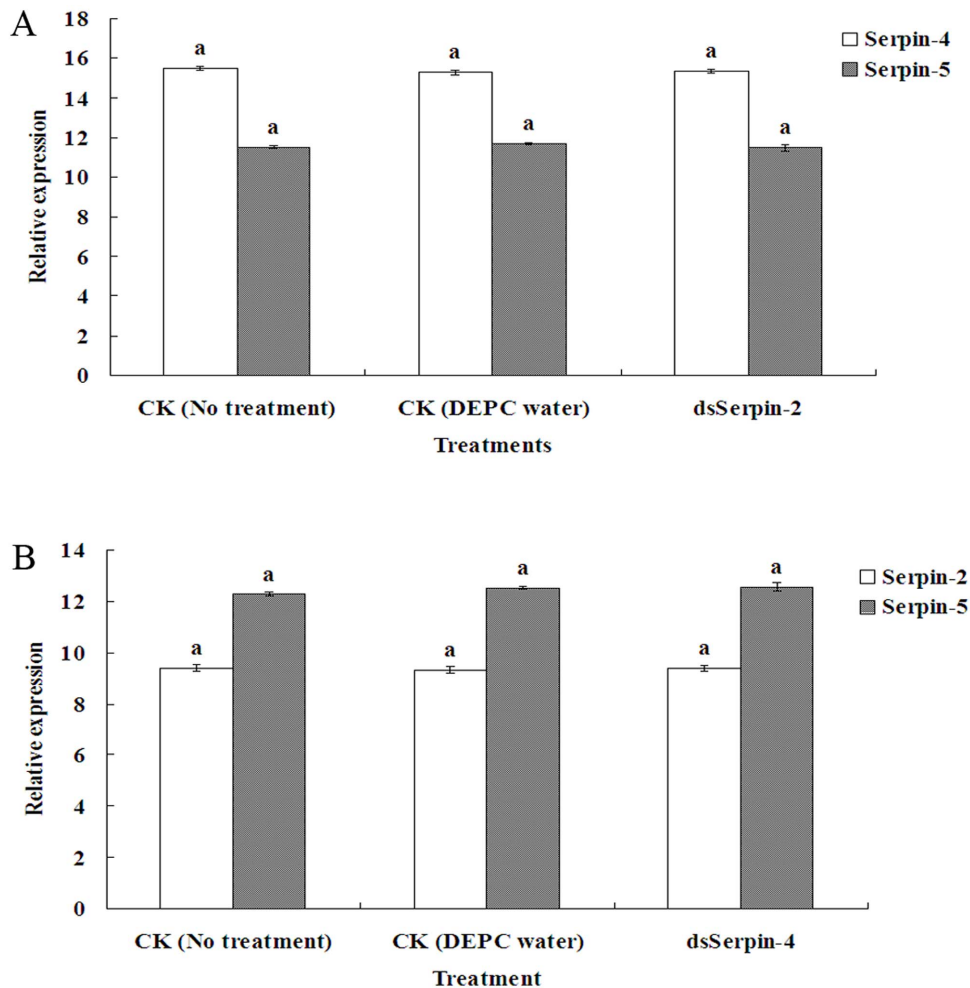 A
18
16
14
12
10
8
6
4
2
0
Relative expression
a
a
a
a
a
a
Serpin-4
Serpin-5
CK (No treatment)
CK (DEPC water)
dsSerpin-2
Treatments
B
14
12
10
8
6
4
2
0
Relative expression
a
a
a
a
a
a
Serpin-2
Serpin-5
CK (No treatment)
CK (DEPC water)
dsSerpin-4
Treatment